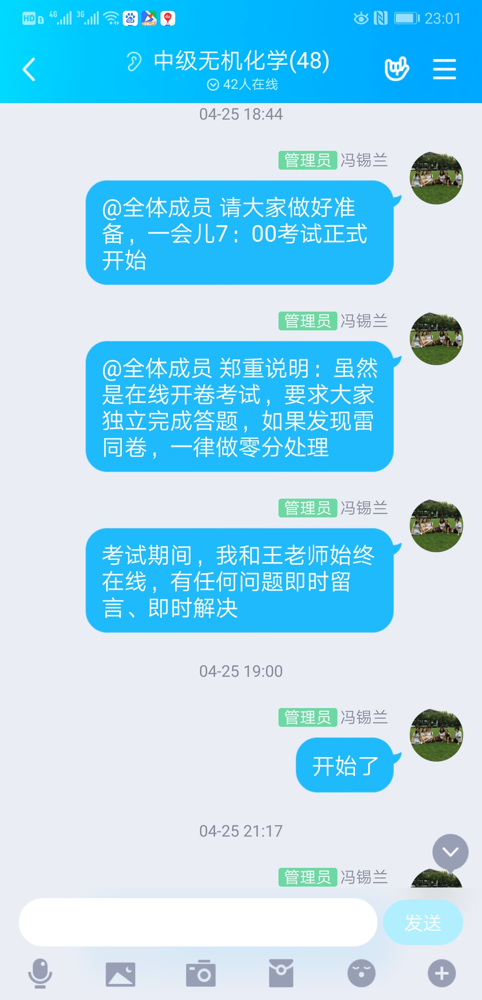 HD 1 4G 3G 23:01
中级无机化学(48)
42人在线
04-25 18:44
管理员 冯锡兰
@全体成员 请大家做好准
备，一会儿7：00考试正式
开始
管理员 冯锡兰
@全体成员 郑重说明：虽然
是在线开卷考试，要求大家
独立完成答题，如果发现雷
同卷，一律做零分处理
管理员 冯锡兰
考试期间，我和王老师始终
在线，有任何问题即时留
言、即时解决
04-25 19:00
管理员 冯锡兰
开始了
04-25 21:17
管理员 冯锡兰
发送